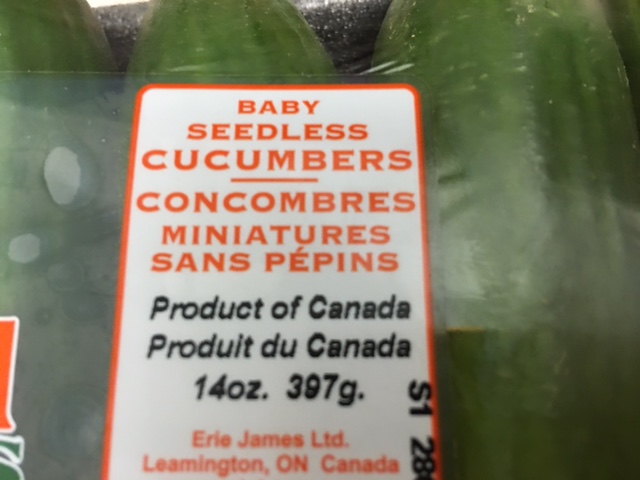 BABY
SEEDLESS
CUCUMBERS
CONCOMBRES
MINIATURES
SANS PÉPINS
Product of Canada
Produit du Canada
14oz. 397g.
Erie James Ltd.
Leamington, ON Canada
S1